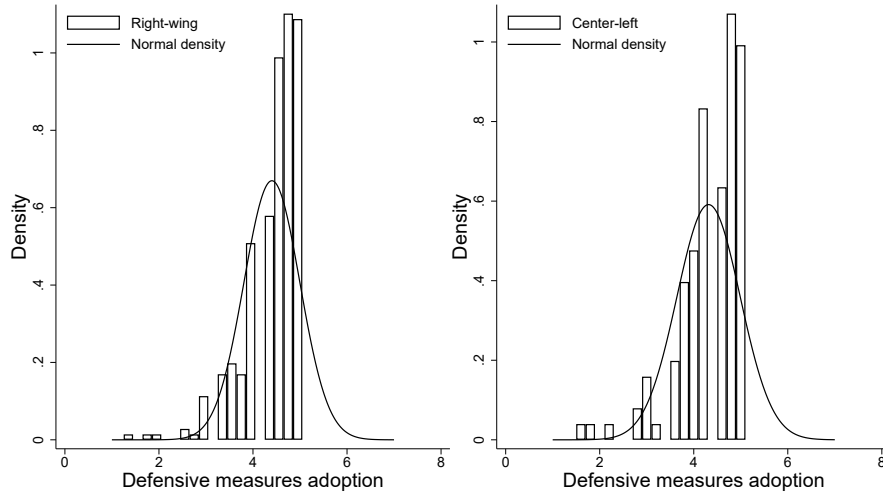 Right-wing
Normal density
Density
0
.2
.4
.6
.8
1
0
2
4
6
8
Defensive measures adoption
Center-left
Normal density
Density
0
.2
.4
.6
.8
1
0
2
4
6
8
Defensive measures adoption